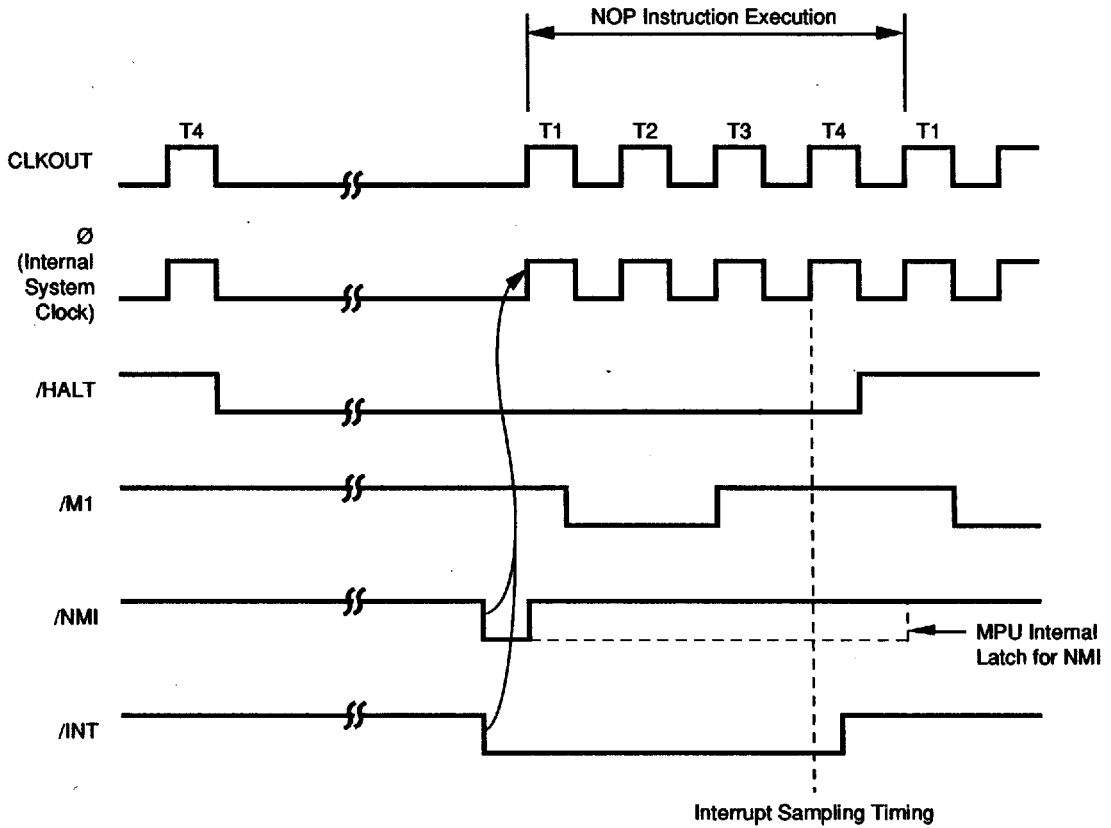 NOP Instruction Execution
T4 T1 T2 T3 T4 T1
CLKOUT
Ø
(Internal
System
Clock)
/HALT
/M1
/NMI
MPU Internal
Latch for NMI
/INT
Interrupt Sampling Timing